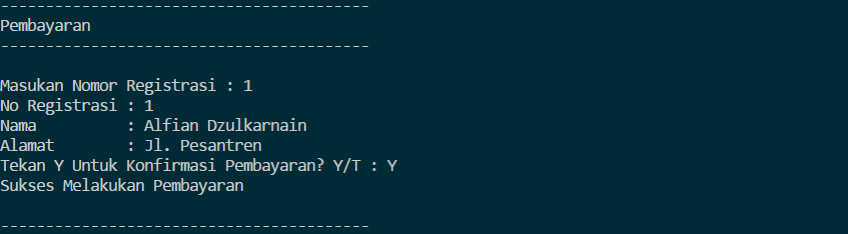 -----------------------------------------
Pembayaran
-----------------------------------------
Masukan Nomor Registrasi : 1
No Registrasi : 1
Nama          : Alfian Dzulkarnain
Alamat        : Jl. Pesantren
Tekan Y Untuk Konfirmasi Pembayaran? Y/T : Y
Sukses Melakukan Pembayaran
-----------------------------------------